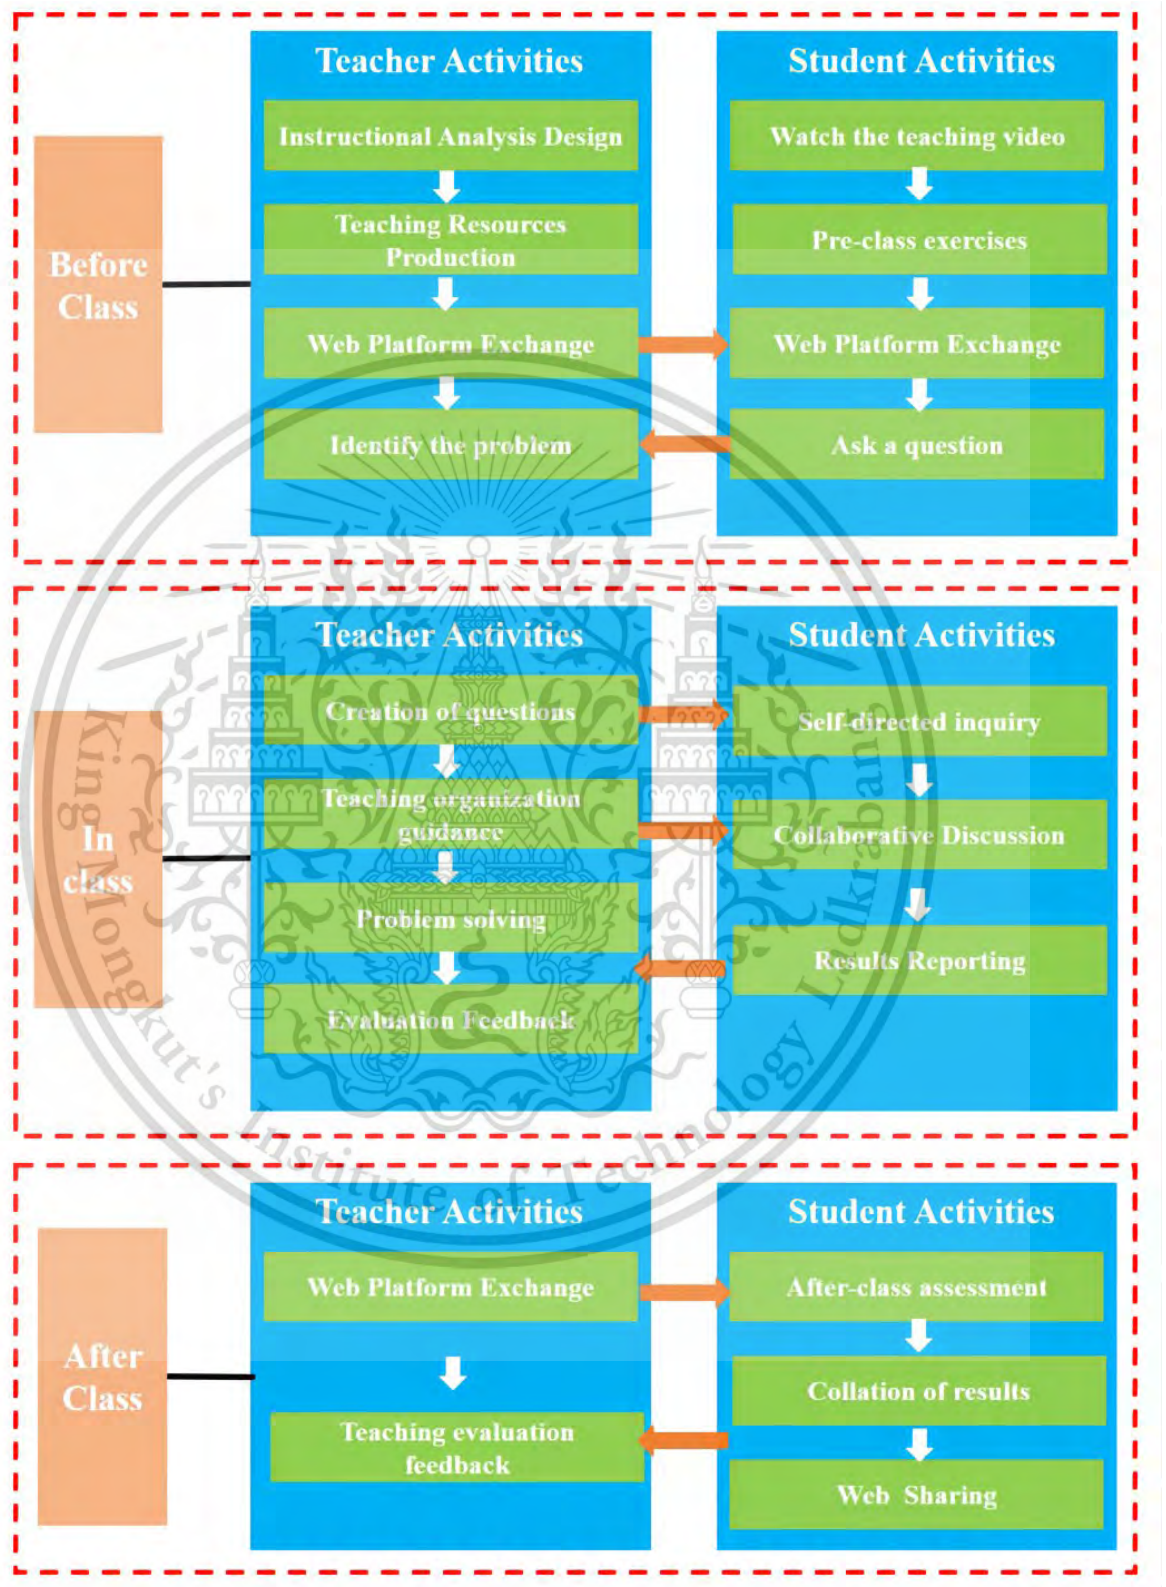 Teacher Activities
Student Activities
Before
Class
Instructional Analysis Design
Teaching Resources
Production
Web Platform Exchange
Identify the problem
Watch the teaching video
Pre-class exercises
Web Platform Exchange
Ask a question
Teacher Activities
Student Activities
In
class
Creation of questions
Teaching organization
guidance
Problem solving
Evaluation Feedback
Self-directed inquiry
Collaborative Discussion
Results Reporting
Teacher Activities
Student Activities
After
Class
Web Platform Exchange
Teaching evaluation
feedback
After-class assessment
Collation of results
Web Sharing
King Mongkut's Institute of Technology Ladkrabang